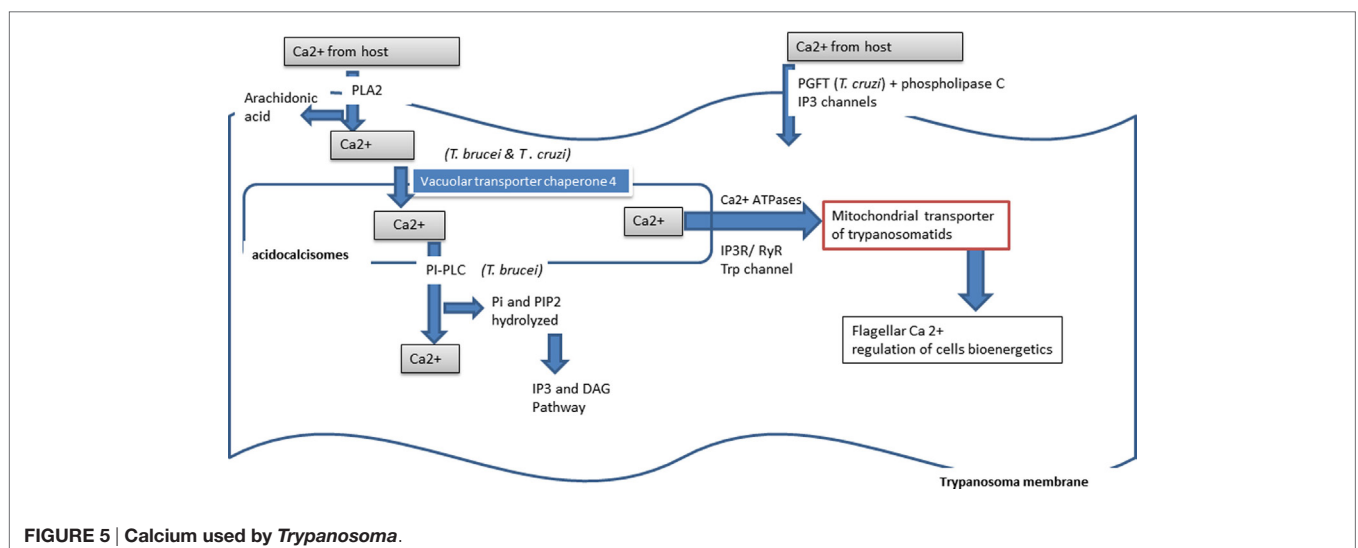 Ca2+ from host
Ca2+ from host
PLA2
Arachidonic
acid
PGFT (T. cruzi) + phospholipase C
IP3 channels
Ca2+
(T. brucei & T. cruzi)
Vacuolar transporter chaperone 4
Ca2+
Ca2+
Ca2+ ATPases
Mitochondrial transporter
of trypanosomatids
acidocalcisomes
IP3R/ RyR
Trp channel
PI-PLC (T. brucei)
Pi and PIP2
hydrolyzed
Ca2+
Flagellar Ca 2+
regulation of cells bioenergetics
IP3 and DAG
Pathway
Trypanosoma membrane
FIGURE 5 | Calcium used by Trypanosoma.